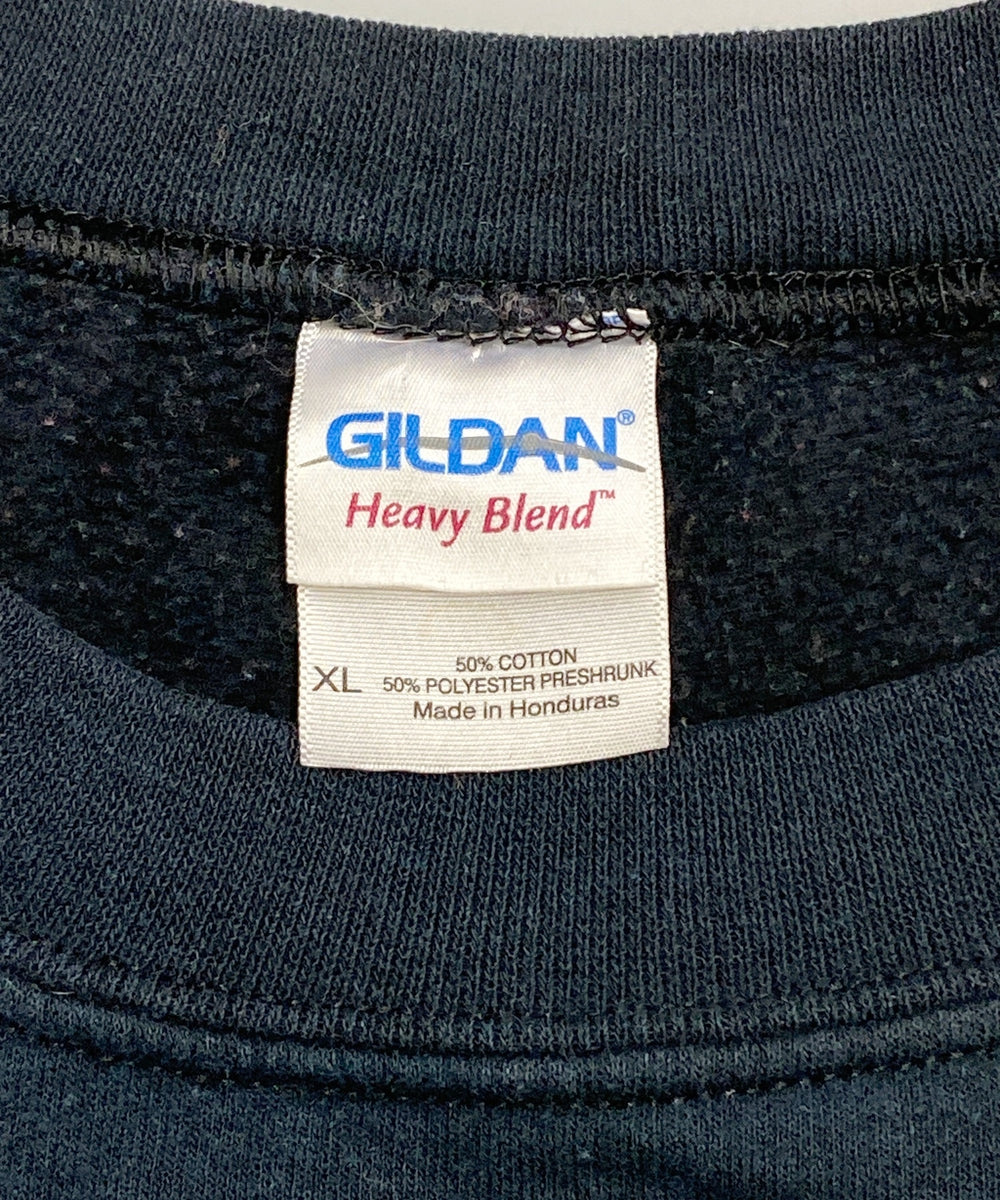 GILDAN®
Heavy Blend™
XL
50% COTTON
50% POLYESTER PRESHRUNK
Made in Honduras